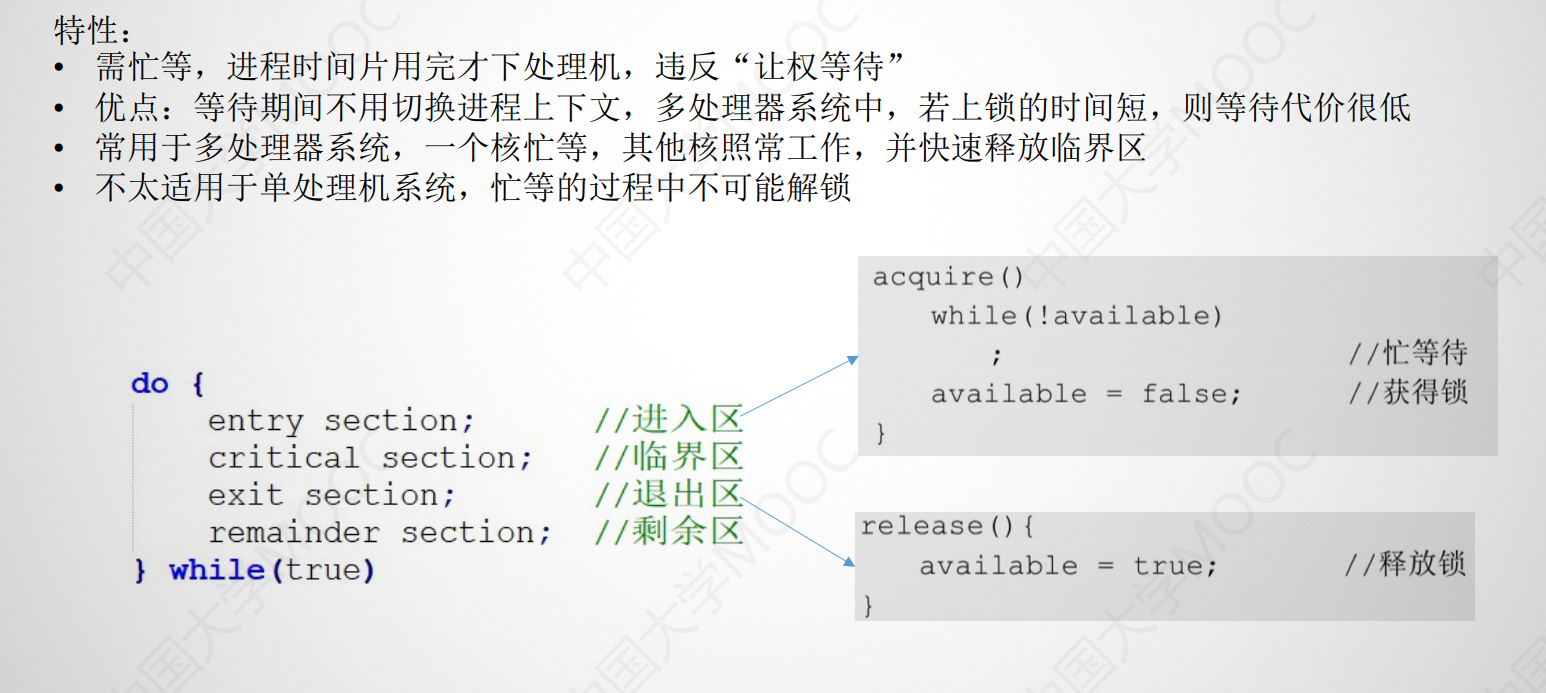 特性：
• 需忙等，进程时间片用完才下处理机，违反“让权等待”
• 优点：等待期间不用切换进程上下文，多处理器系统中，若上锁的时间短，则等待代价很低
• 常用于多处理器系统，一个核忙等，其他核照常工作，并快速释放临界区
• 不太适用于单处理机系统，忙等的过程中不可能解锁
do {
entry section; //进入区
critical section; //临界区
exit section; //退出区
remainder section; //剩余区
} while(true)
acquire()
while(!available)
; //忙等待
available = false; //获得锁
}
release(){
available = true; //释放锁
}
中国大学MOOC